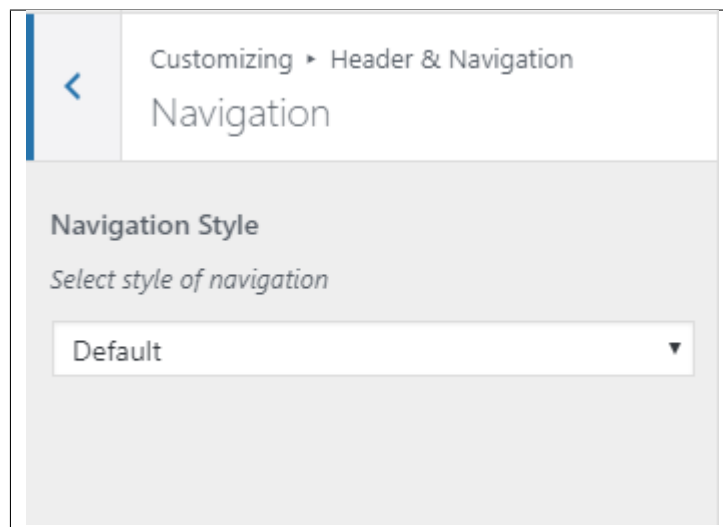 Customizing ▸ Header & Navigation
Navigation
Navigation Style
Select style of navigation
Default